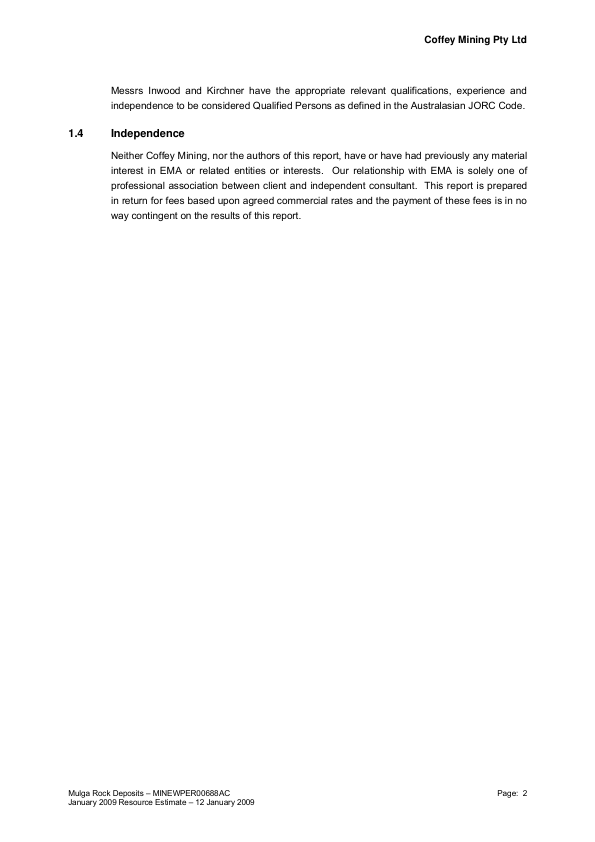 Coffey Mining Pty Ltd
Messrs Inwood and Kirchner have the appropriate relevant qualifications, experience and
independence to be considered Qualified Persons as defined in the Australasian JORC Code.
1.4 Independence
Neither Coffey Mining, nor the authors of this report, have or have had previously any material
interest in EMA or related entities or interests. Our relationship with EMA is solely one of
professional association between client and independent consultant. This report is prepared
in return for fees based upon agreed commercial rates and the payment of these fees is in no
way contingent on the results of this report.
Mulga Rock Deposits – MINEWPER00688AC Page: 2
January 2009 Resource Estimate – 12 January 2009